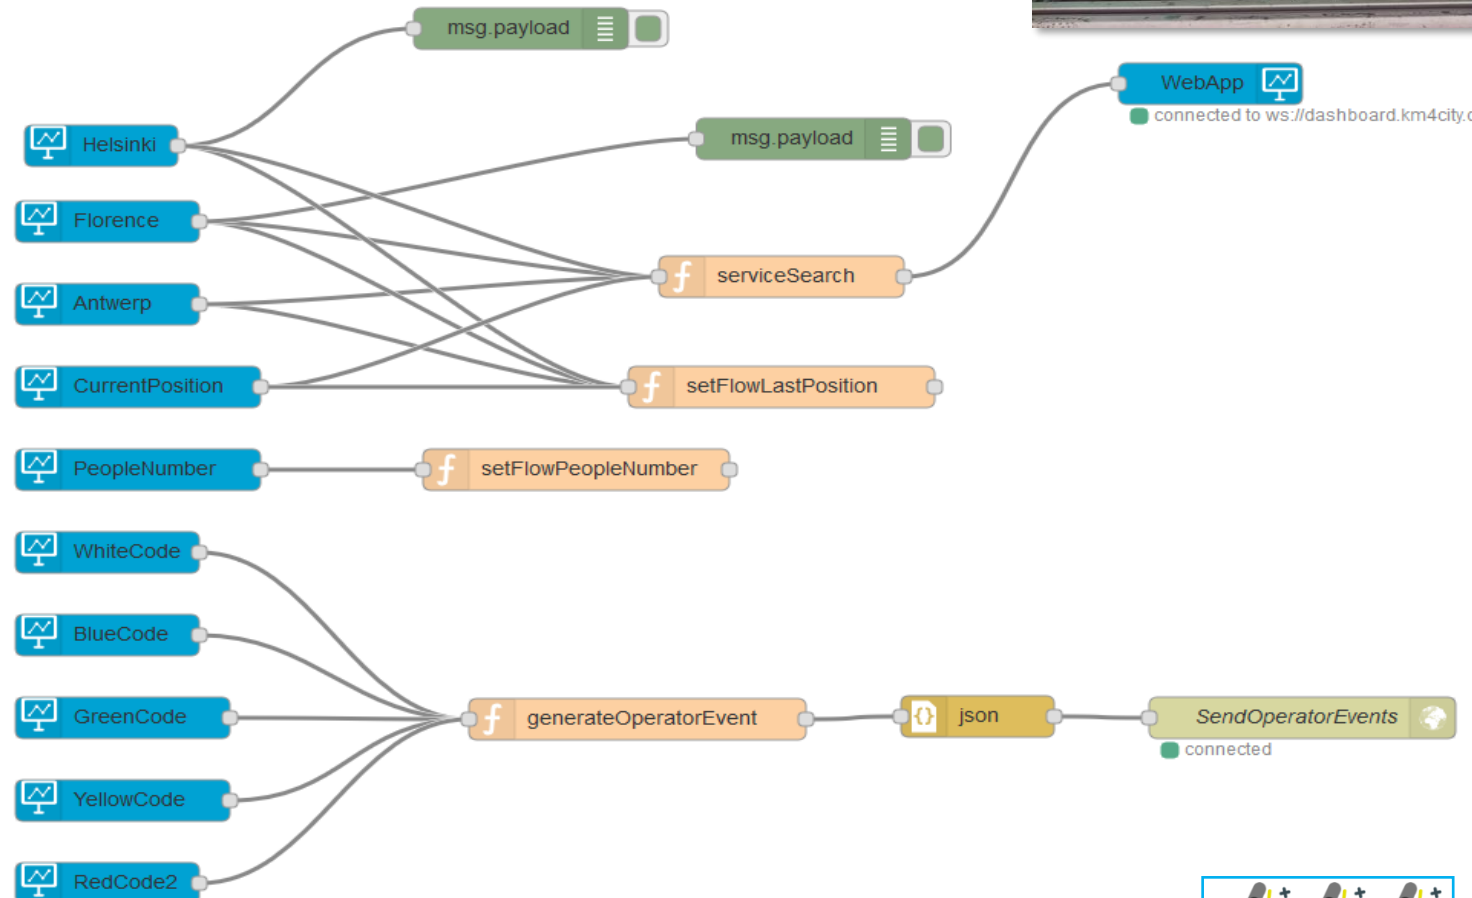 msg.payload
WebApp
connected to ws://dashboard.km4city.
msg.payload
Helsinki
Florence
serviceSearch
Antwerp
CurrentPosition
setFlowLastPosition
PeopleNumber
setFlowPeopleNumber
WhiteCode
BlueCode
GreenCode
generateOperatorEvent
json
SendOperatorEvents
connected
YellowCode
RedCode2